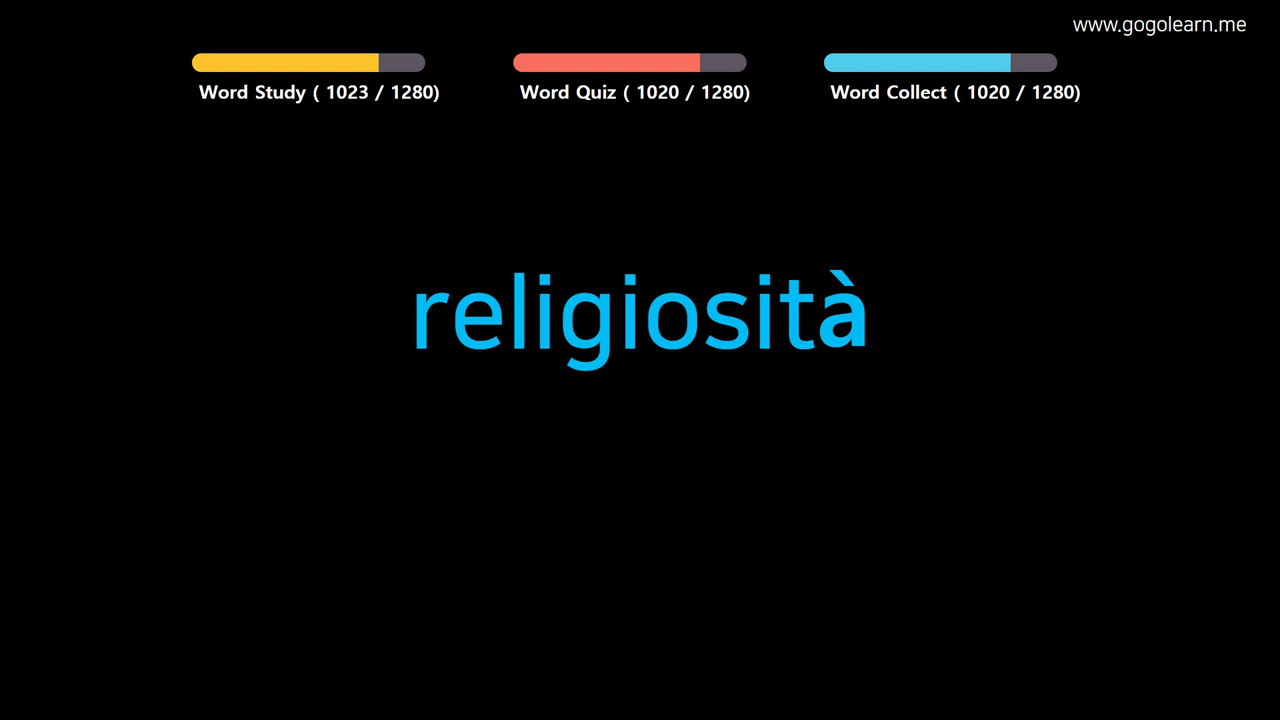 www.gogolearn.me
Word Study ( 1023 / 1280)
Word Quiz ( 1020 / 1280)
Word Collect ( 1020 / 1280)
religiosità